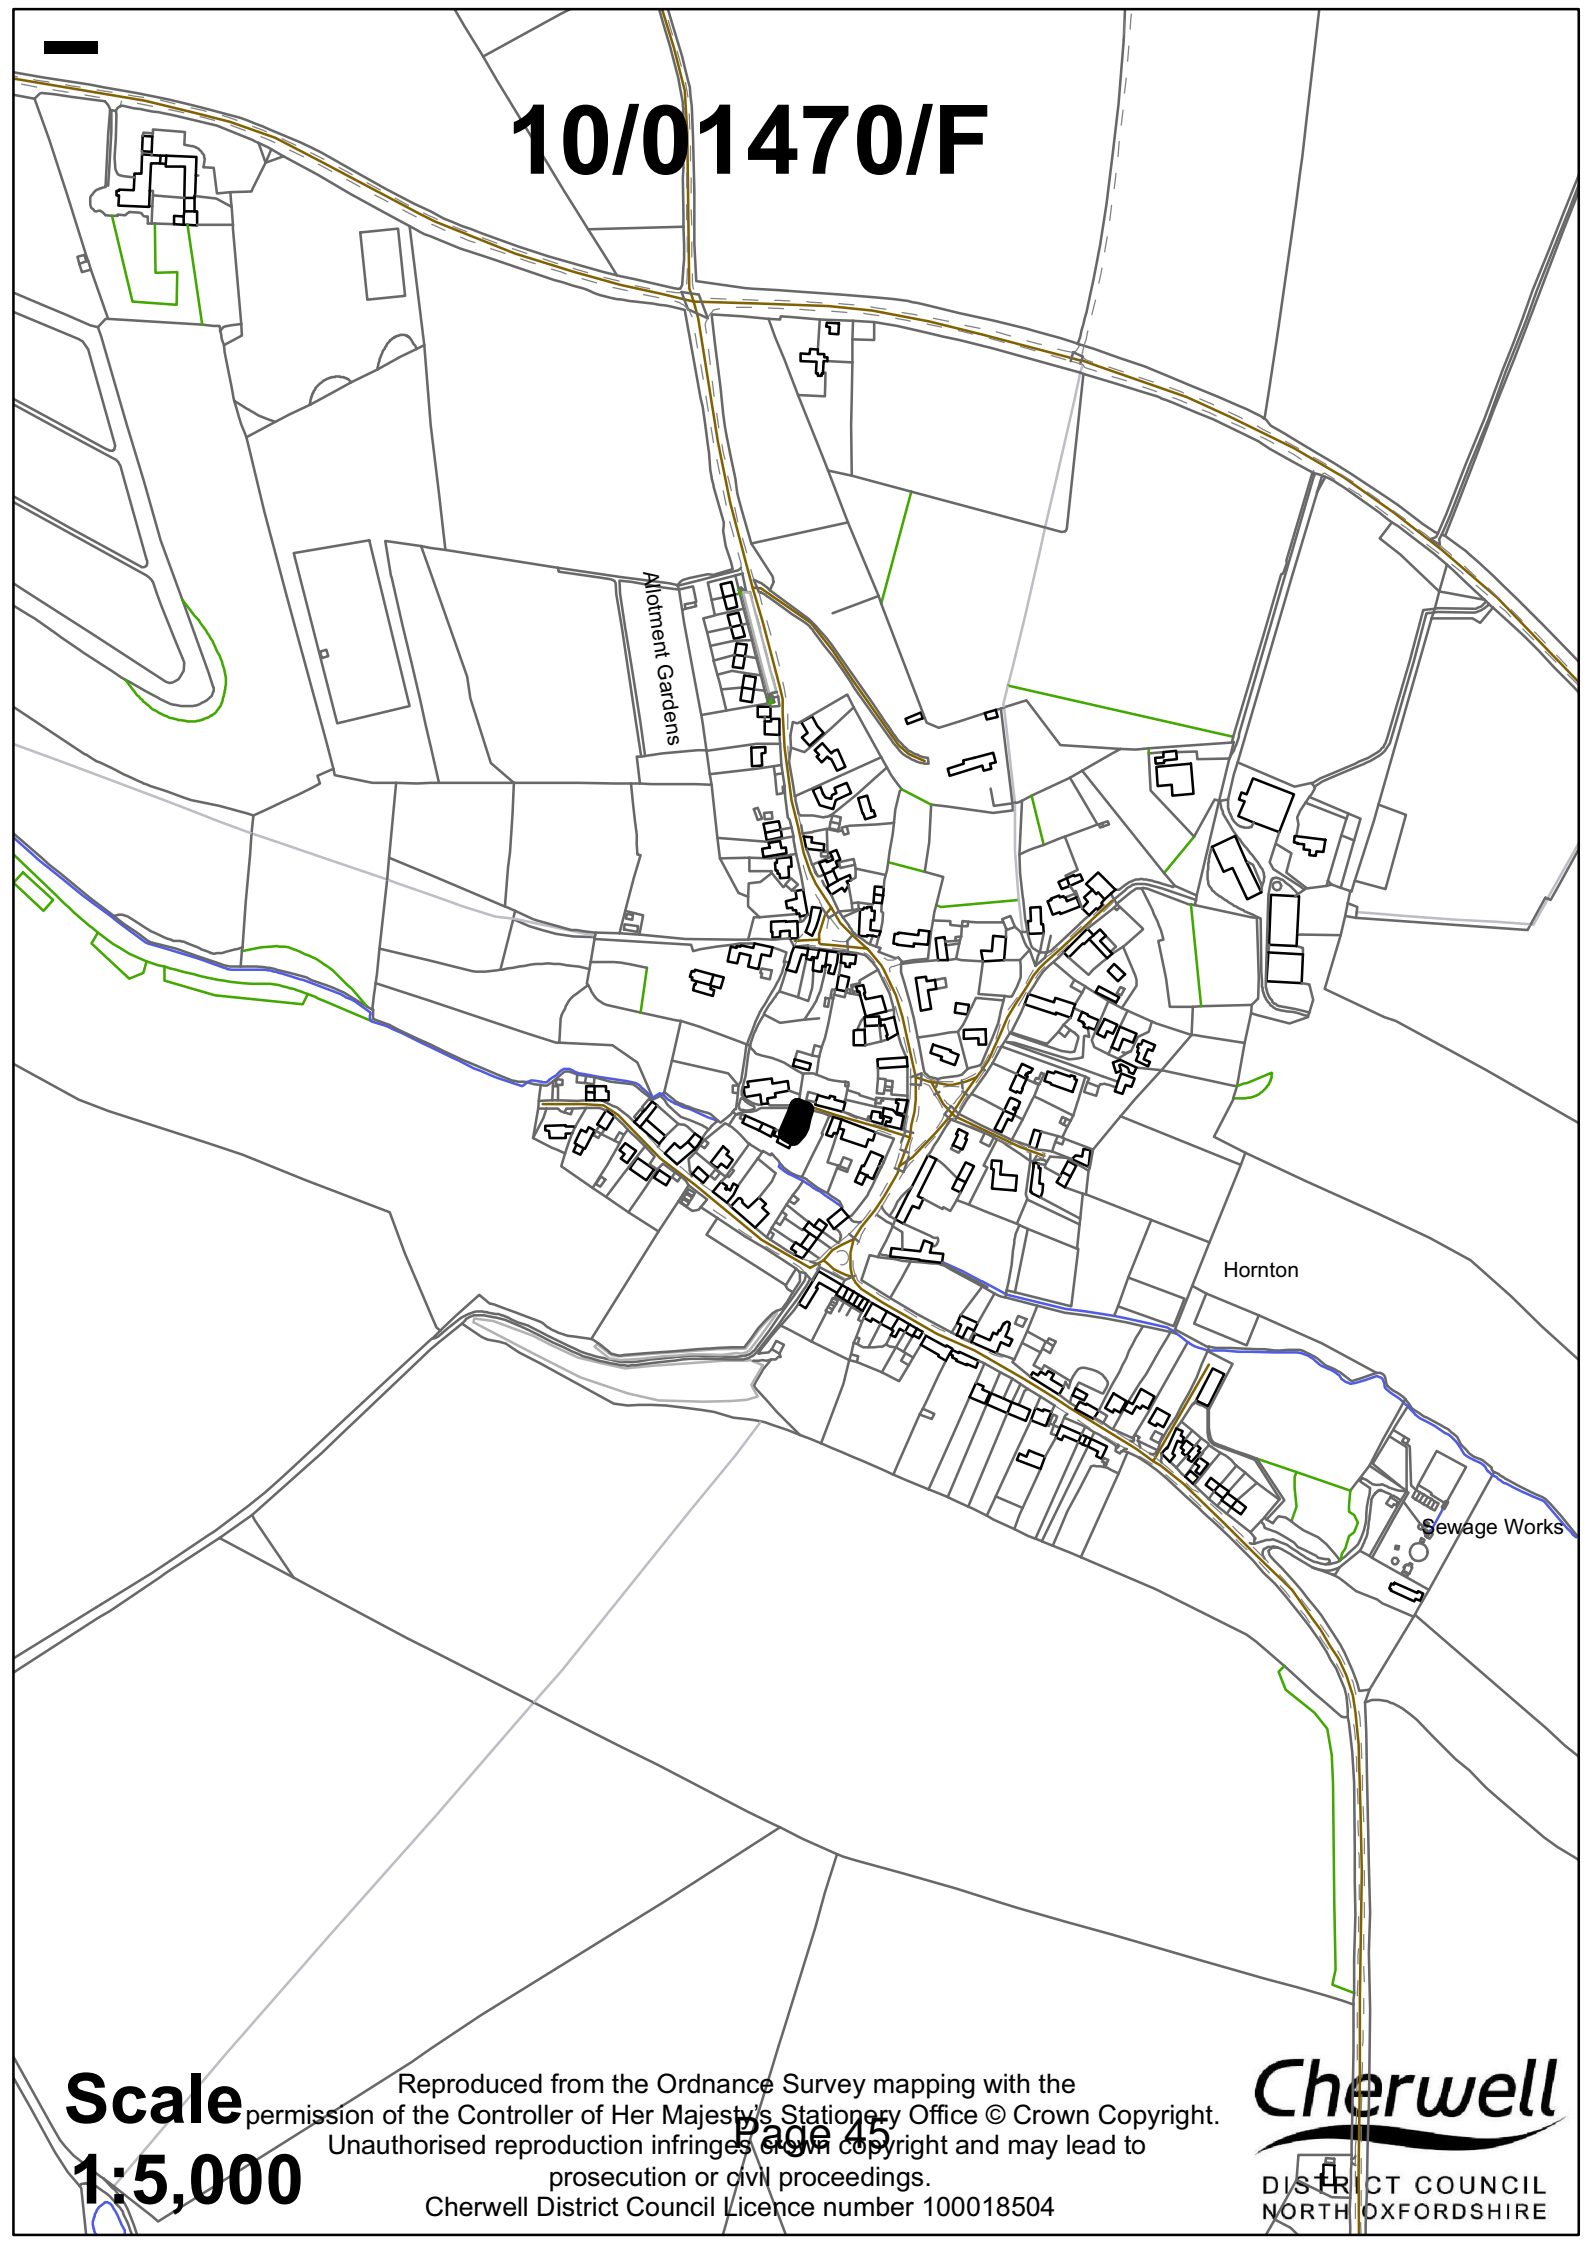 10/01470/F
Allotment Gardens
Hornton
Sewage Works
Scale
1:5,000
Reproduced from the Ordnance Survey mapping with the
permission of the Controller of Her Majesty's Stationery Office © Crown Copyright.
Unauthorised reproduction infringes crown copyright and may lead to
prosecution or civil proceedings.
Cherwell District Council Licence number 100018504
Page 45
Cherwell
DISTRICT COUNCIL
NORTH OXFORDSHIRE